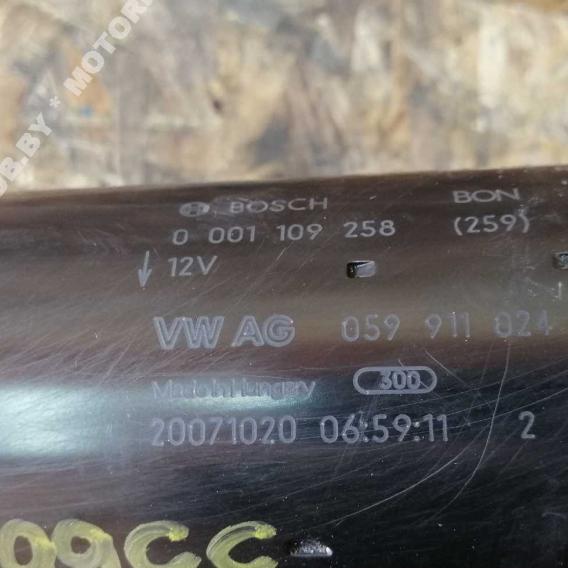 BOSCH BON
0 001 109 258 (259)
12V
VW AG 059 911 024
Made in Hungary 300
20071020 06:59:11 2
09CC